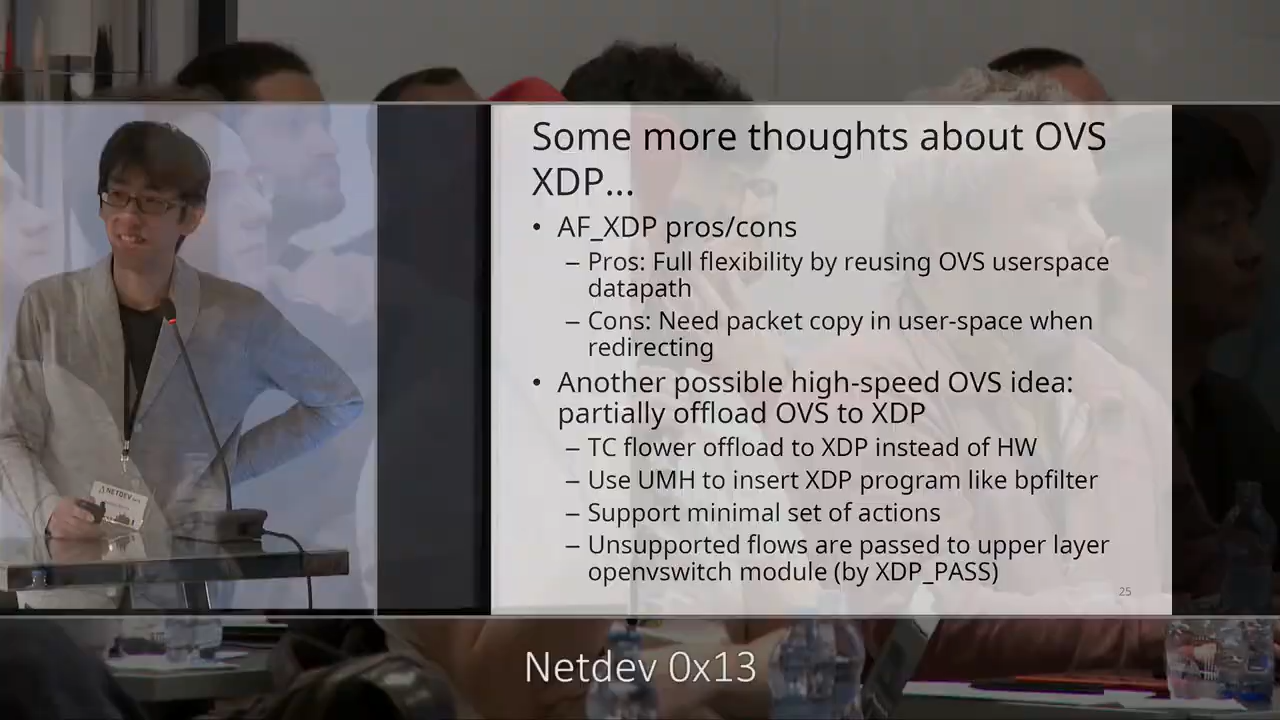 Some more thoughts about OVS
XDP...
• AF_XDP pros/cons
– Pros: Full flexibility by reusing OVS userspace
datapath
– Cons: Need packet copy in user-space when
redirecting
• Another possible high-speed OVS idea:
partially offload OVS to XDP
– TC flower offload to XDP instead of HW
– Use UMH to insert XDP program like bpfilter
– Support minimal set of actions
– Unsupported flows are passed to upper layer
openvswitch module (by XDP_PASS)
25
NETDEV
Netdev 0x13